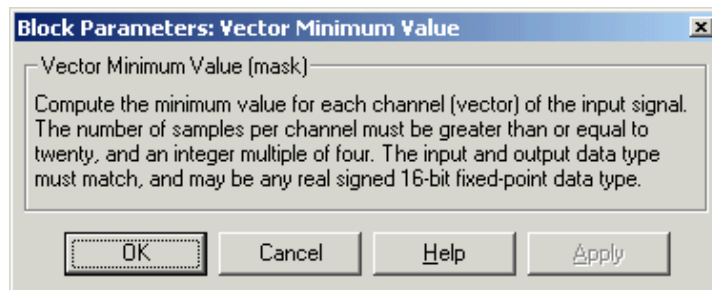 Block Parameters: Vector Minimum Value
Vector Minimum Value (mask)
Compute the minimum value for each channel (vector) of the input signal.
The number of samples per channel must be greater than or equal to
twenty, and an integer multiple of four. The input and output data type
must match, and may be any real signed 16-bit fixed-point data type.
OK Cancel Help Apply